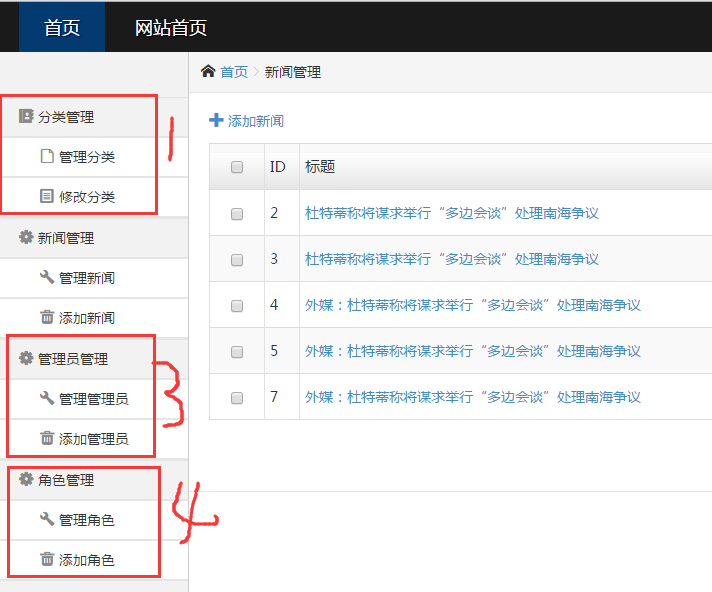 首页 网站首页
首页 > 新闻管理
分类管理
管理分类
修改分类
1
新闻管理
管理新闻
添加新闻
管理员管理
管理管理员
添加管理员
3
角色管理
管理角色
添加角色
4
添加新闻
ID 标题
2 杜特蒂称将谋求举行“多边会谈”处理南海争议
3 杜特蒂称将谋求举行“多边会谈”处理南海争议
4 外媒：杜特蒂称将谋求举行“多边会谈”处理南海争议
5 外媒：杜特蒂称将谋求举行“多边会谈”处理南海争议
7 外媒：杜特蒂称将谋求举行“多边会谈”处理南海争议